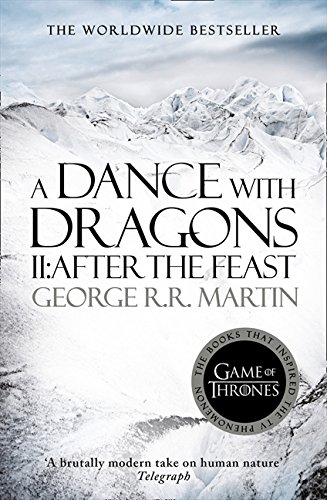 THE WORLDWIDE BESTSELLER
A DANCE WITH
DRAGONS
II:AFTER THE FEAST
GEORGE R.R. MARTIN
THE BOOKS THAT INSPIRED THE TV PHENOMENON
GAME OF
THRONES
'A brutally modern take on human nature'
Telegraph